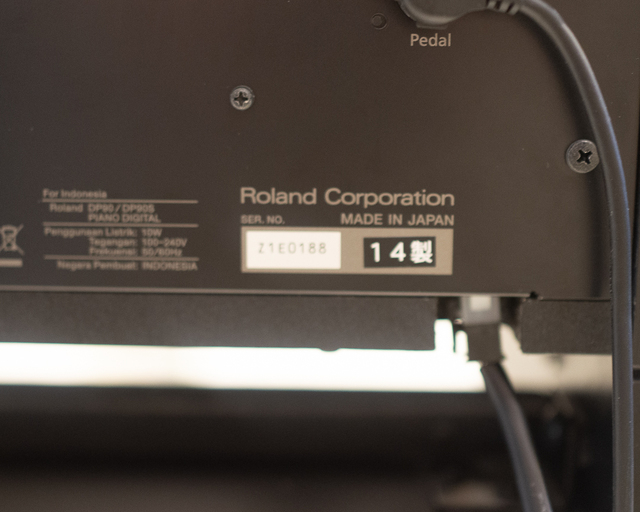 Pedal
For Indonesia
Roland DP90 / DP90S
PIANO DIGITAL
Penggunaan Listrik: 10W
Tegangan: 100~240V
Frekuensi: 50/60Hz
Negara Pembuat: INDONESIA
Roland Corporation
SER. NO. MADE IN JAPAN
Z1E0188 14製